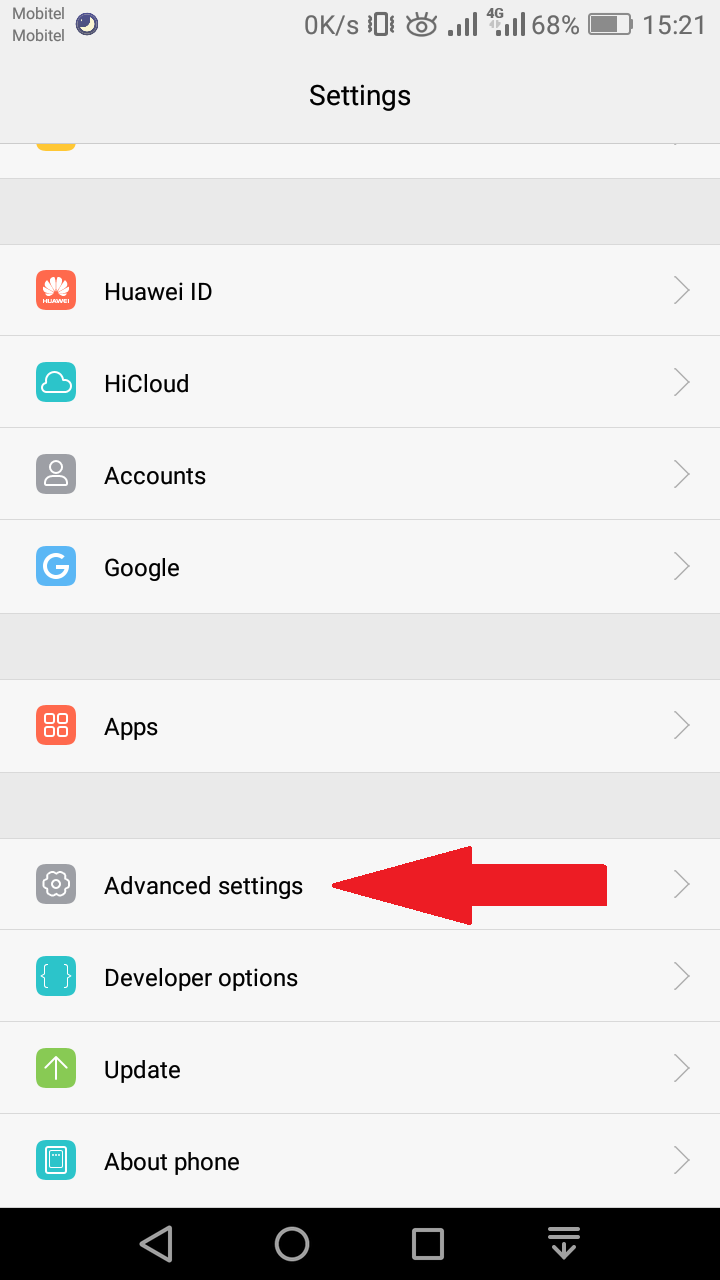 Mobitel
Mobitel
0K/s 4G 68% 15:21
Settings
HUAWEI
Huawei ID
HiCloud
Accounts
G
Google
Apps
Advanced settings
{ }
Developer options
Update
About phone